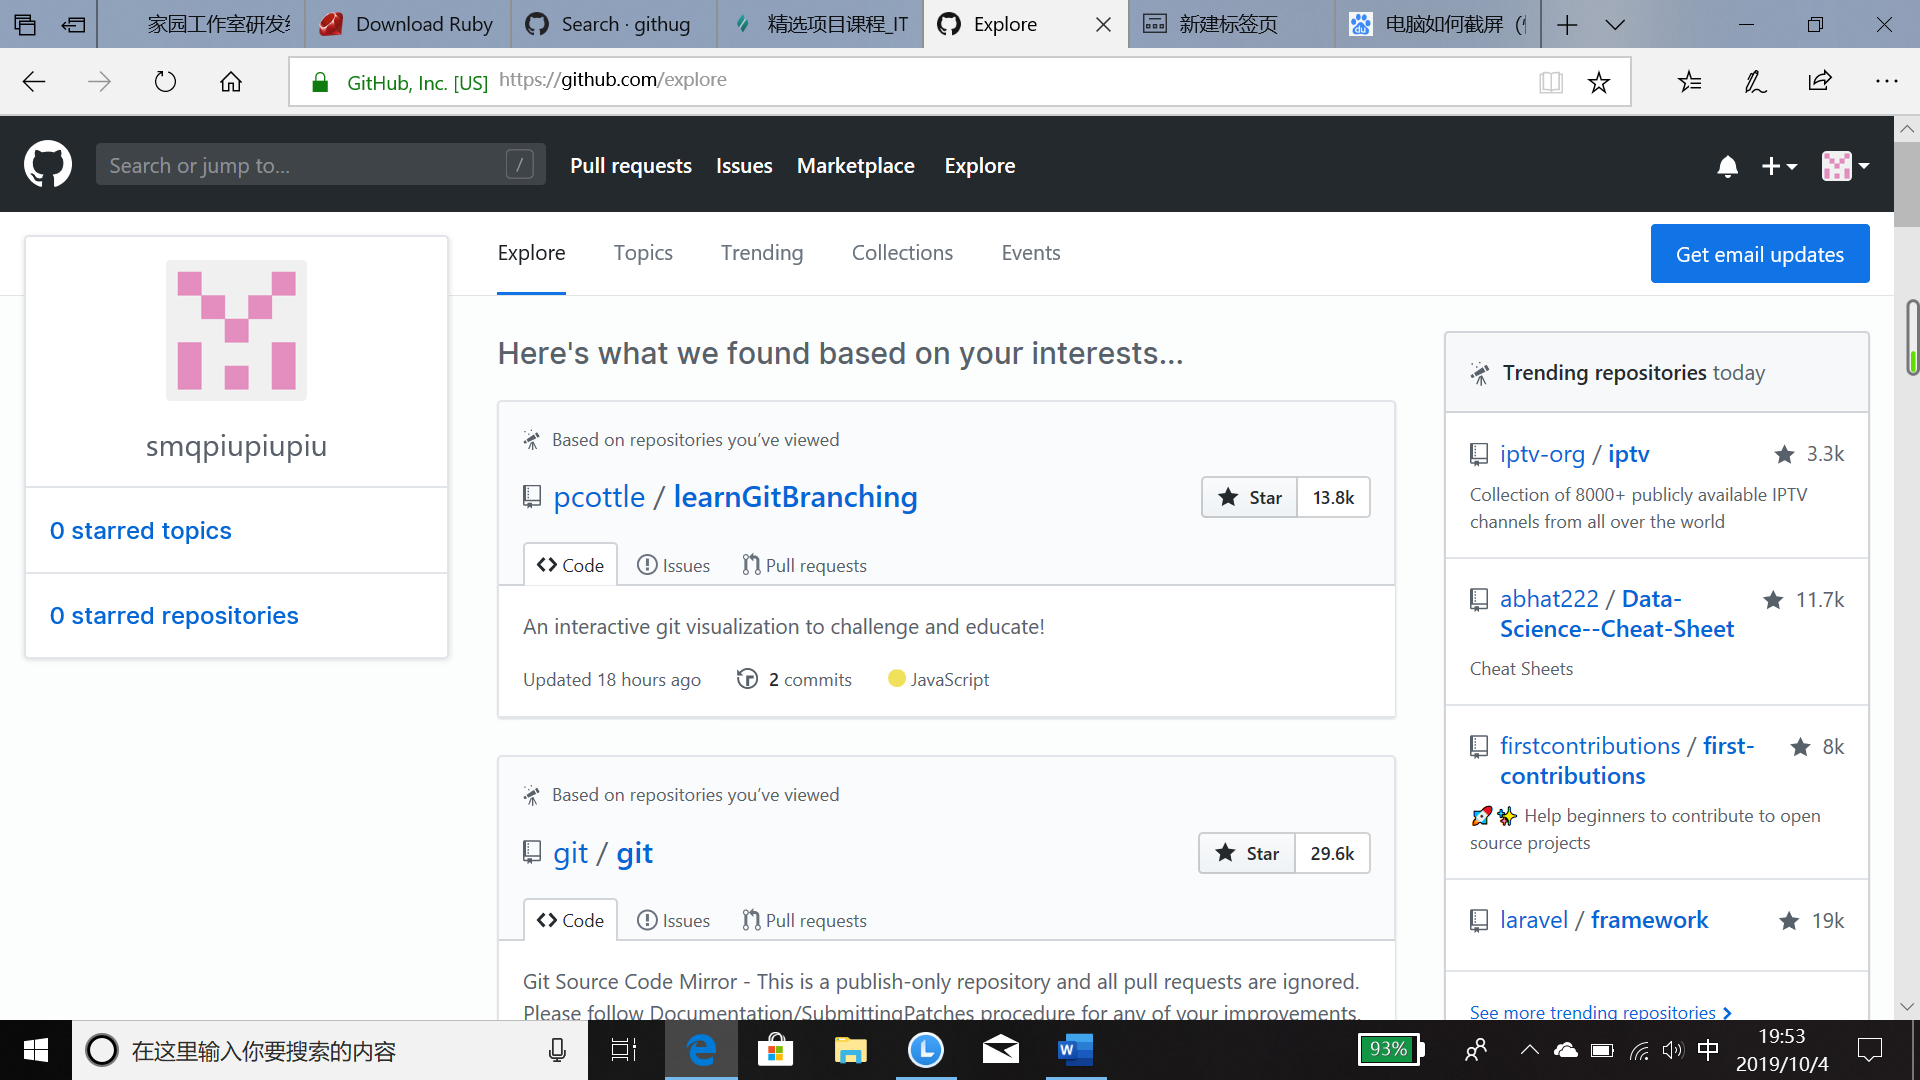 家园工作室研发纟
Download Ruby
Search · githug
精选项目课程_IT
Explore
新建标签页
电脑如何截屏
GitHub, Inc. [US]
https://github.com/explore
Search or jump to...
/
Pull requests
Issues
Marketplace
Explore
Explore
Topics
Trending
Collections
Events
Get email updates
smqpiupiupiu
0 starred topics
0 starred repositories
Here's what we found based on your interests...
Based on repositories you've viewed
pcottle / learnGitBranching
Star 13.8k
Code
Issues
Pull requests
An interactive git visualization to challenge and educate!
Updated 18 hours ago
2 commits
JavaScript
Based on repositories you've viewed
git / git
Star 29.6k
Code
Issues
Pull requests
Git Source Code Mirror - This is a publish-only repository and all pull requests are ignored.
Please follow Documentation/SubmittingPatches procedure for any of your improvements.
Trending repositories today
iptv-org / iptv
3.3k
Collection of 8000+ publicly available IPTV
channels from all over the world
abhat222 / Data-
Science--Cheat-Sheet
11.7k
Cheat Sheets
firstcontributions / first-
contributions
8k
🚀✨ Help beginners to contribute to open
source projects
laravel / framework
19k
See more trending repositories
在这里输入你要搜索的内容
93%
中
19:53
2019/10/4